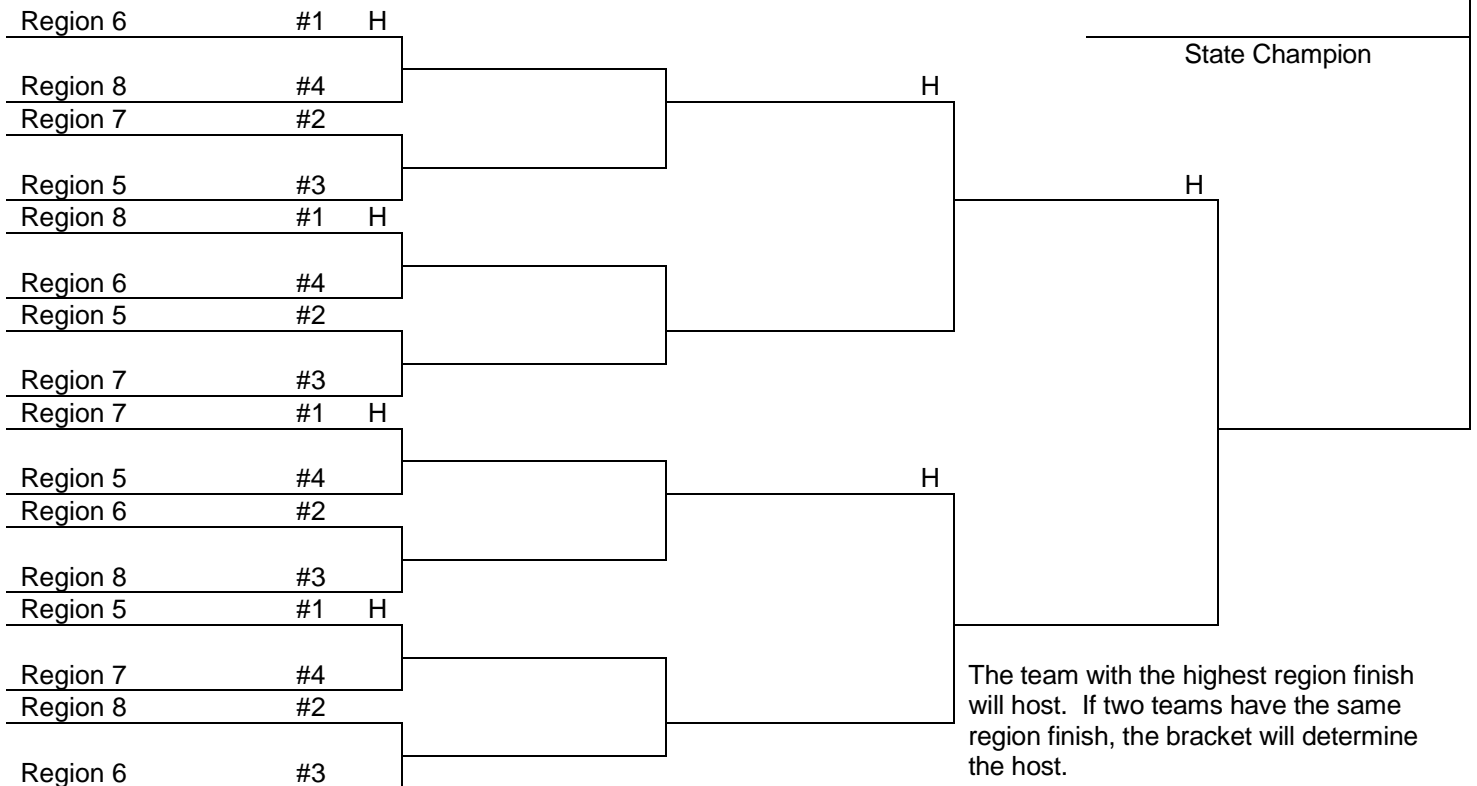 Region 6 #1 H
State Champion
Region 8 #4 H
Region 7 #2
Region 5 #3 H
Region 8 #1 H
Region 6 #4
Region 5 #2
Region 7 #3
Region 7 #1 H
Region 5 #4 H
Region 6 #2
Region 8 #3
Region 5 #1 H
Region 7 #4
Region 8 #2
Region 6 #3
The team with the highest region finish
will host. If two teams have the same
region finish, the bracket will determine
the host.